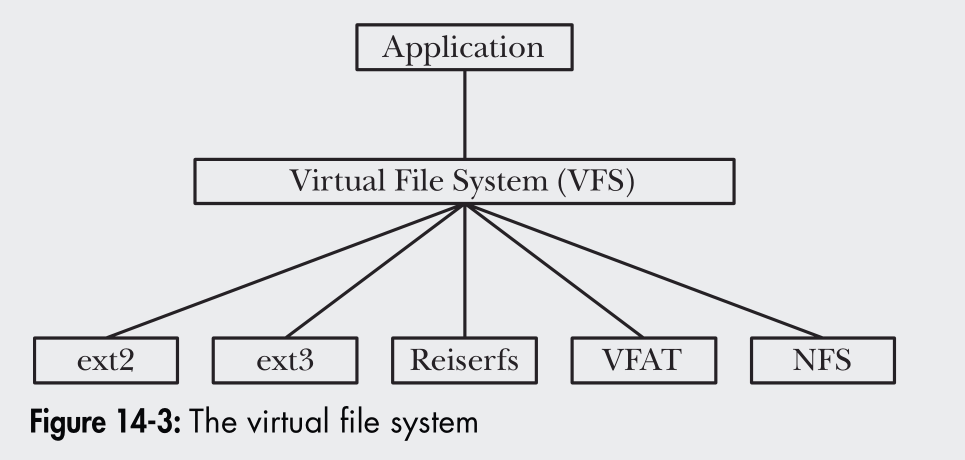 Application
Virtual File System (VFS)
ext2 ext3 Reiserfs VFAT NFS
Figure 14-3: The virtual file system